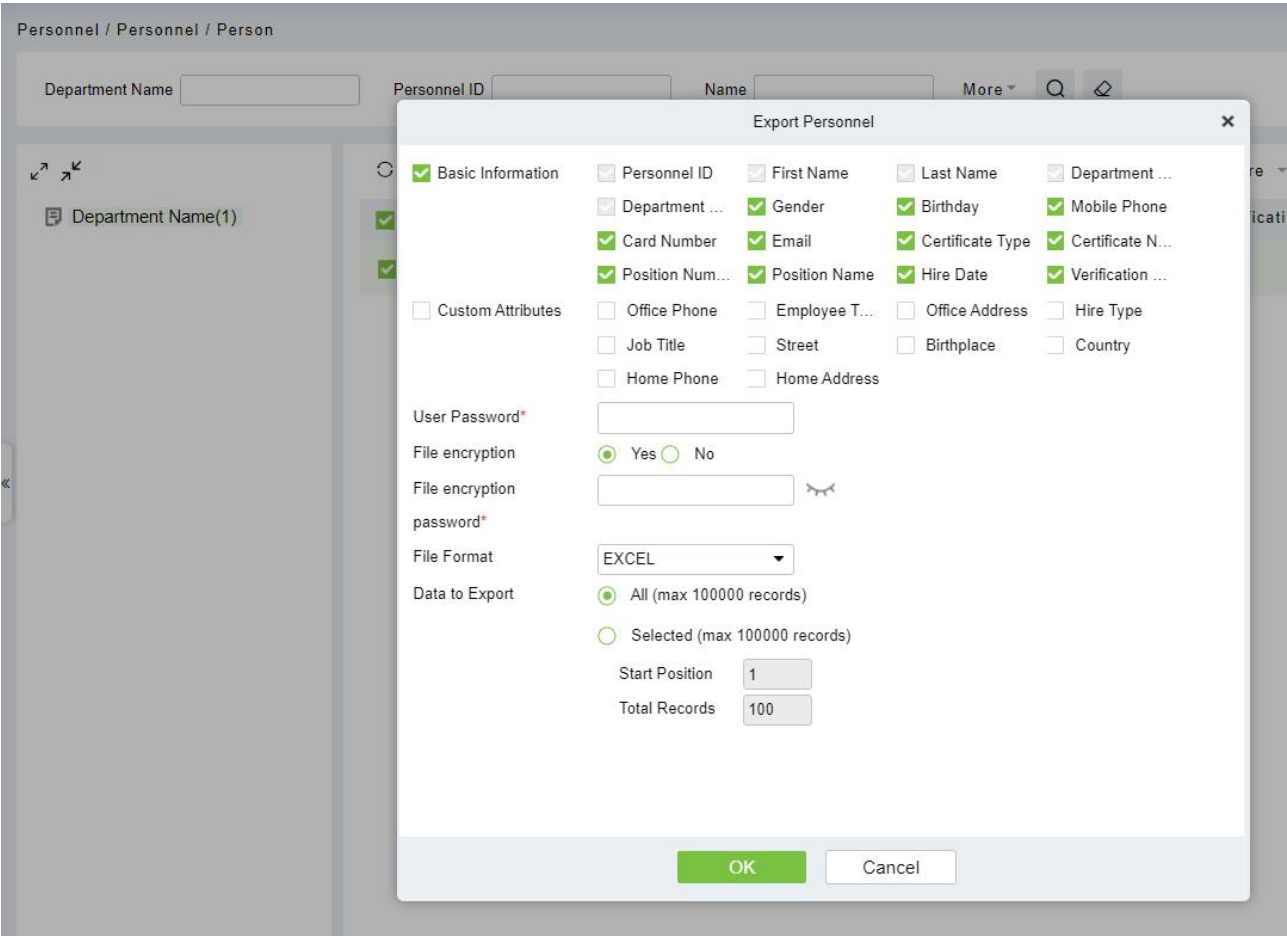 Personnel / Personnel / Person
Department Name Personnel ID Name More
Export Personnel
Basic Information Personnel ID First Name Last Name Department ... re
Department Name(1) Department ... Gender Birthday Mobile Phone icati
Card Number Email Certificate Type Certificate N...
Position Num... Position Name Hire Date Verification ...
Custom Attributes Office Phone Employee T... Office Address Hire Type
Job Title Street Birthplace Country
Home Phone Home Address
User Password*
File encryption Yes No
File encryption
password*
File Format EXCEL
Data to Export All (max 100000 records)
Selected (max 100000 records)
Start Position 1
Total Records 100
OK Cancel